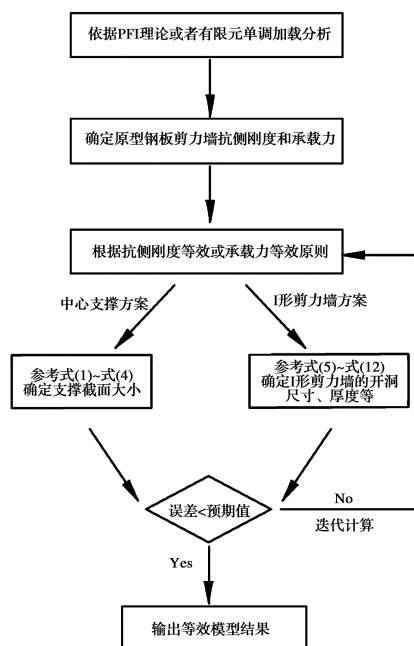 依据PFI理论或者有限元单调加载分析
确定原型钢板剪力墙抗侧刚度和承载力
根据抗侧刚度等效或承载力等效原则
中心支撑方案
I形剪力墙方案
参考式(1)~式(4)
确定支撑截面大小
参考式(5)~式(12)
确定I形剪力墙的开洞
尺寸、厚度等
误差<预期值
No
迭代计算
Yes
输出等效模型结果